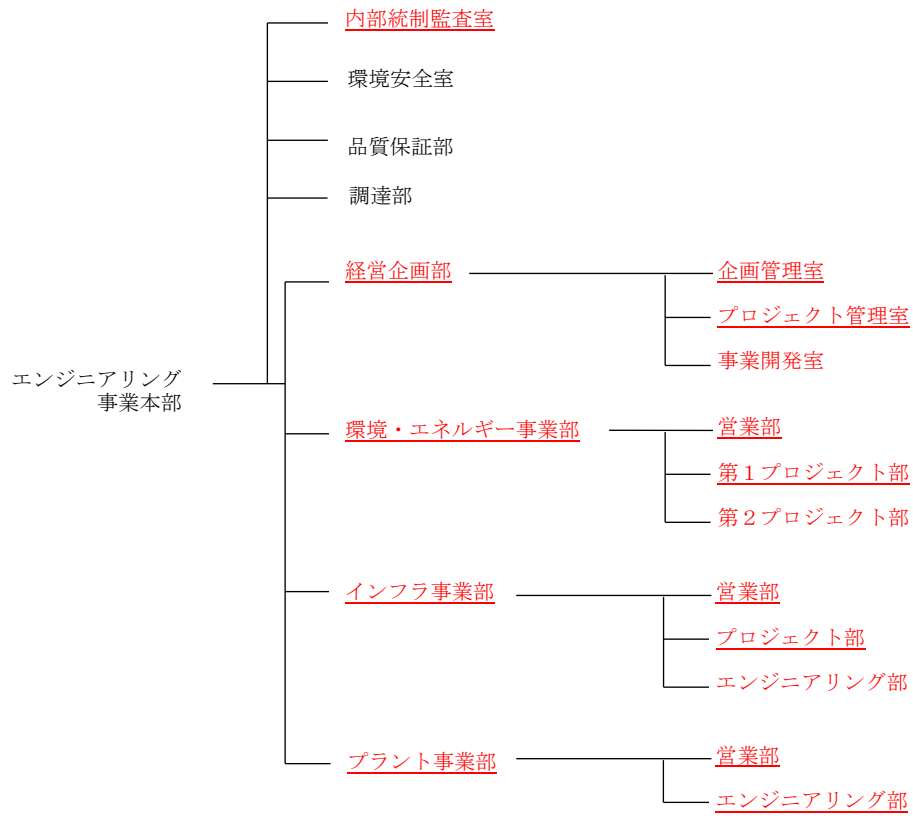 内部統制監査室
環境安全室
品質保証部
調達部
経営企画部
企画管理室
プロジェクト管理室
事業開発室
エンジニアリング
事業本部
環境・エネルギー事業部
営業部
第１プロジェクト部
第２プロジェクト部
インフラ事業部
営業部
プロジェクト部
エンジニアリング部
プラント事業部
営業部
エンジニアリング部